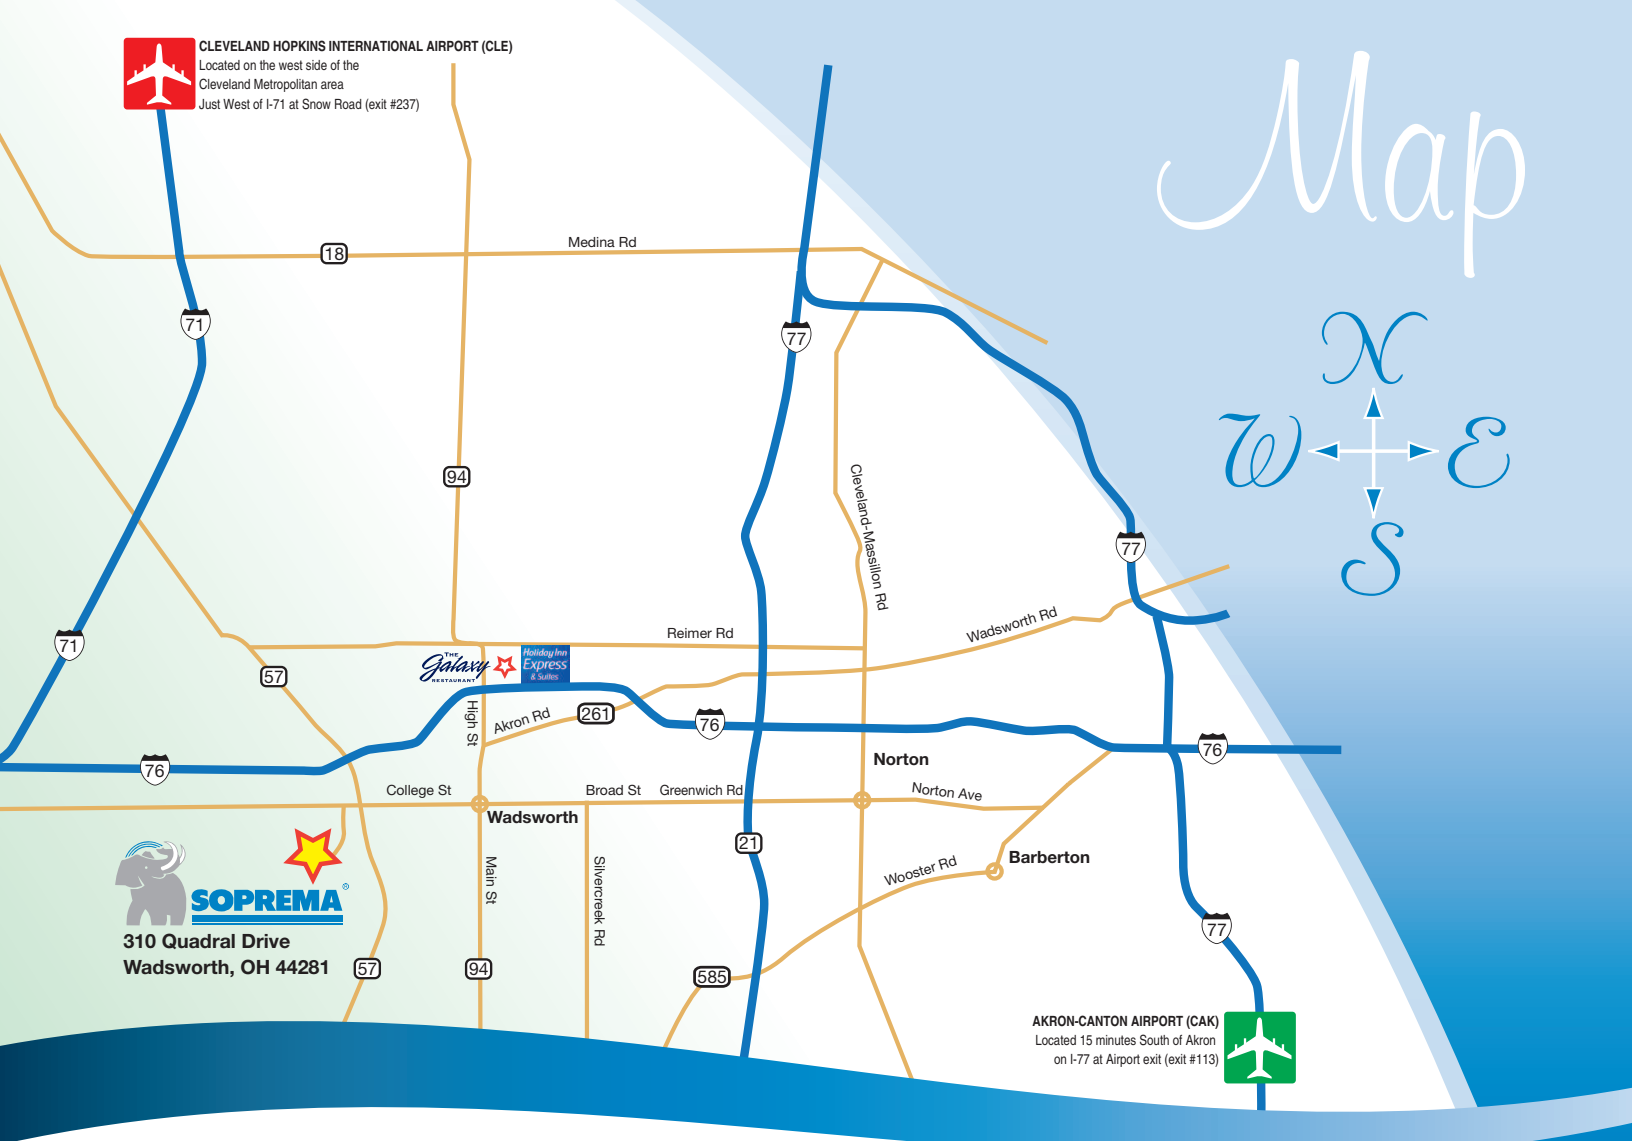 CLEVELAND HOPKINS INTERNATIONAL AIRPORT (CLE)
Located on the west side of the
Cleveland Metropolitan area
Just West of I-71 at Snow Road (exit #237)
Map
N
W
E
S
18
Medina Rd
71
77
94
Cleveland-Massillon Rd
77
71
Reimer Rd
Wadsworth Rd
THE
Galaxy
RESTAURANT
Holiday Inn
Express
& Suites
57
High St
Akron Rd
261
76
76
76
Norton
College St
Broad St
Greenwich Rd
Norton Ave
Wadsworth
21
Main St
Silvercreek Rd
Wooster Rd
Barberton
SOPREMA®
310 Quadral Drive
Wadsworth, OH 44281
57
94
585
77
AKRON-CANTON AIRPORT (CAK)
Located 15 minutes South of Akron
on I-77 at Airport exit (exit #113)